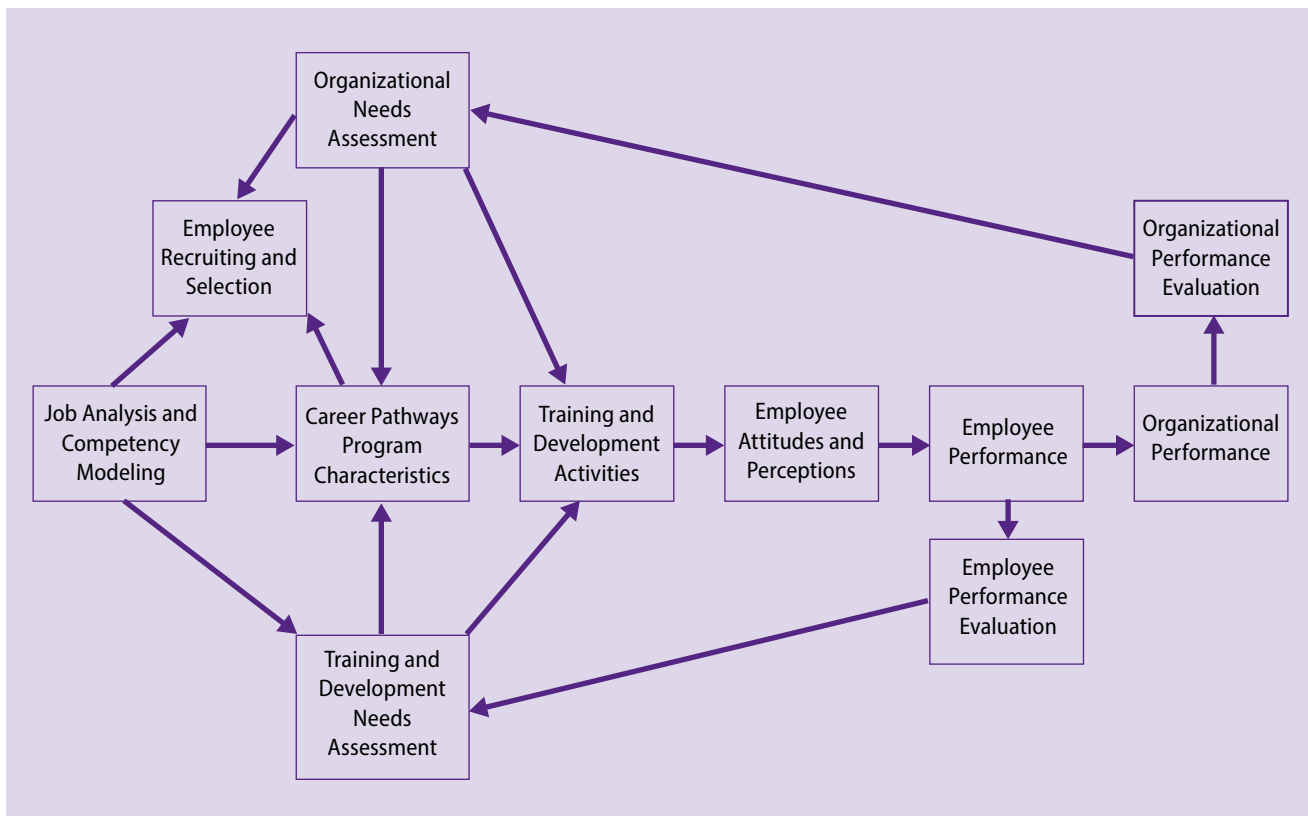 Organizational
Needs
Assessment
Employee
Recruiting and
Selection
Organizational
Performance
Evaluation
Job Analysis and
Competency
Modeling
Career Pathways
Program
Characteristics
Training and
Development
Activities
Employee
Attitudes and
Perceptions
Employee
Performance
Organizational
Performance
Employee
Performance
Evaluation
Training and
Development
Needs
Assessment